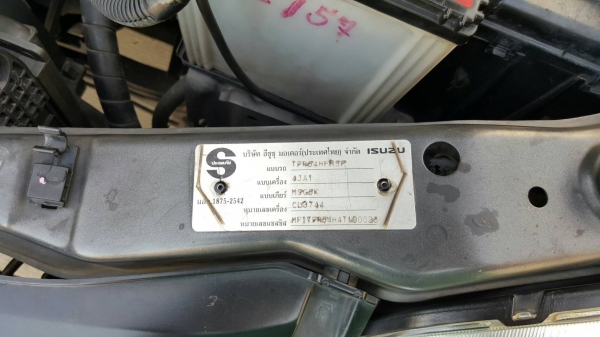 157
บริษัท อีซูซุ มอเตอร์(ประเทศไทย) จำกัด ISUZU
แบบรถ
แบบเครื่อง 4JA1
แบบเกียร์ MSG5K
หมายเลขเครื่อง CD3744
หมายเลขแชสซิส
S
มอก.1875-2542